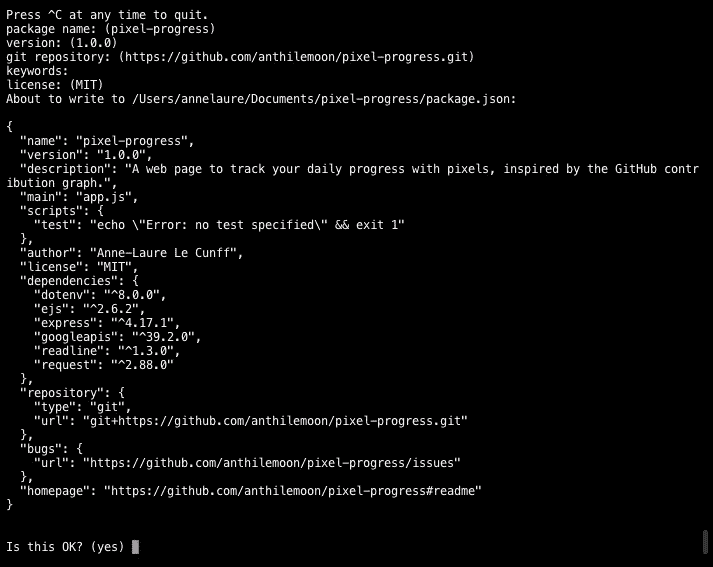 Press ^C at any time to quit.
package name: (pixel-progress)
version: (1.0.0)
git repository: (https://github.com/anthilemoon/pixel-progress.git)
keywords:
license: (MIT)
About to write to /Users/annelaure/Documents/pixel-progress/package.json:

{
  "name": "pixel-progress",
  "version": "1.0.0",
  "description": "A web page to track your daily progress with pixels, inspired by the GitHub contr
ibution graph.",
  "main": "app.js",
  "scripts": {
    "test": "echo \"Error: no test specified\" && exit 1"
  },
  "author": "Anne-Laure Le Cunff",
  "license": "MIT",
  "dependencies": {
    "dotenv": "^8.0.0",
    "ejs": "^2.6.2",
    "express": "^4.17.1",
    "googleapis": "^39.2.0",
    "readline": "^1.3.0",
    "request": "^2.88.0"
  },
  "repository": {
    "type": "git",
    "url": "git+https://github.com/anthilemoon/pixel-progress.git"
  },
  "bugs": {
    "url": "https://github.com/anthilemoon/pixel-progress/issues"
  },
  "homepage": "https://github.com/anthilemoon/pixel-progress#readme"
}

Is this OK? (yes)